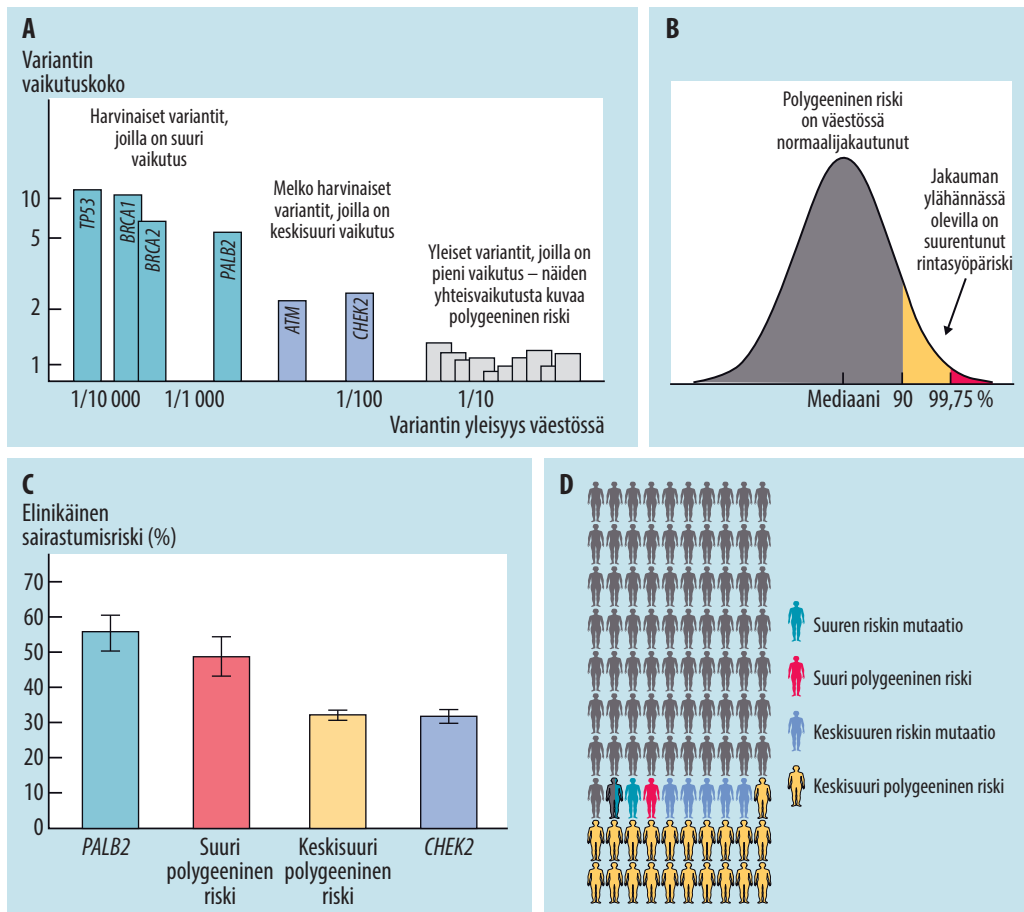 A
Variantin
vaikutuskoko
Harvinaiset variantit,
joilla on suuri
vaikutus
Melko harvinaiset
variantit, joilla on
keskisuuri vaikutus
Yleiset variantit, joilla on
pieni vaikutus – näiden
yhteisvaikutusta kuvaa
polygeeninen riski
10
5
2
1
TP53
BRCA1
BRCA2
PALB2
ATM
CHEK2
1/10 000
1/1 000
1/100
1/10
Variantin yleisyys väestössä
B
Polygeeninen riski
on väestössä
normaalijakautunut
Jakauman
ylähännässä
olevilla on
suurentunut
rintasyöpäriski
Mediaani 90 99,75 %
C
Elinikäinen
sairastumisriski (%)
70
60
50
40
30
20
10
0
PALB2
Suuri
polygeeninen
riski
Keskisuuri
polygeeninen
riski
CHEK2
D
Suuren riskin mutaatio
Suuri polygeeninen riski
Keskisuuren riskin mutaatio
Keskisuuri polygeeninen riski